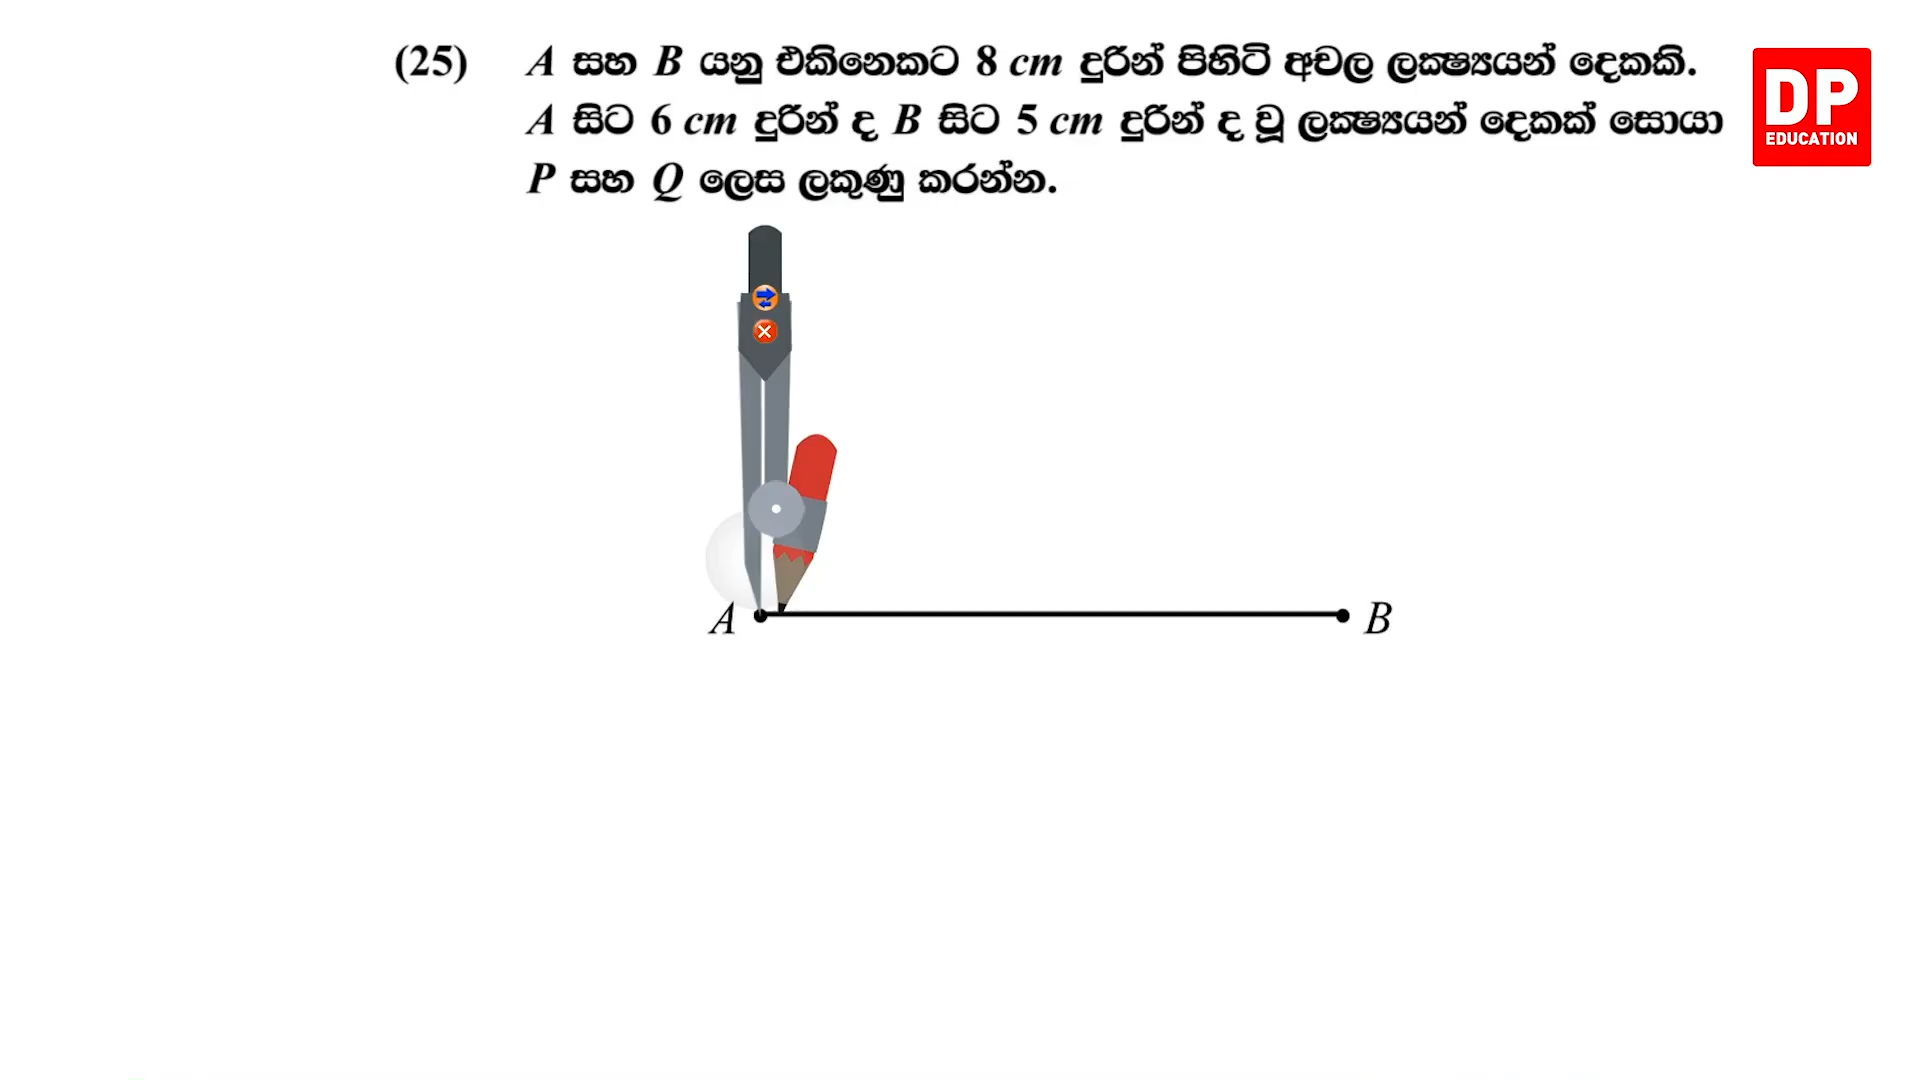 (25) A සහ B යනු එකිනෙකට 8 cm දුරින් පිහිටි අචල ලක්‍ෂ්‍යයන් දෙකකි.
A සිට 6 cm දුරින් ද B සිට 5 cm දුරින් ද වූ ලක්‍ෂ්‍යයන් දෙකක් සොයා
P සහ Q ලෙස ලකුණු කරන්න.
DP
EDUCATION
A
B